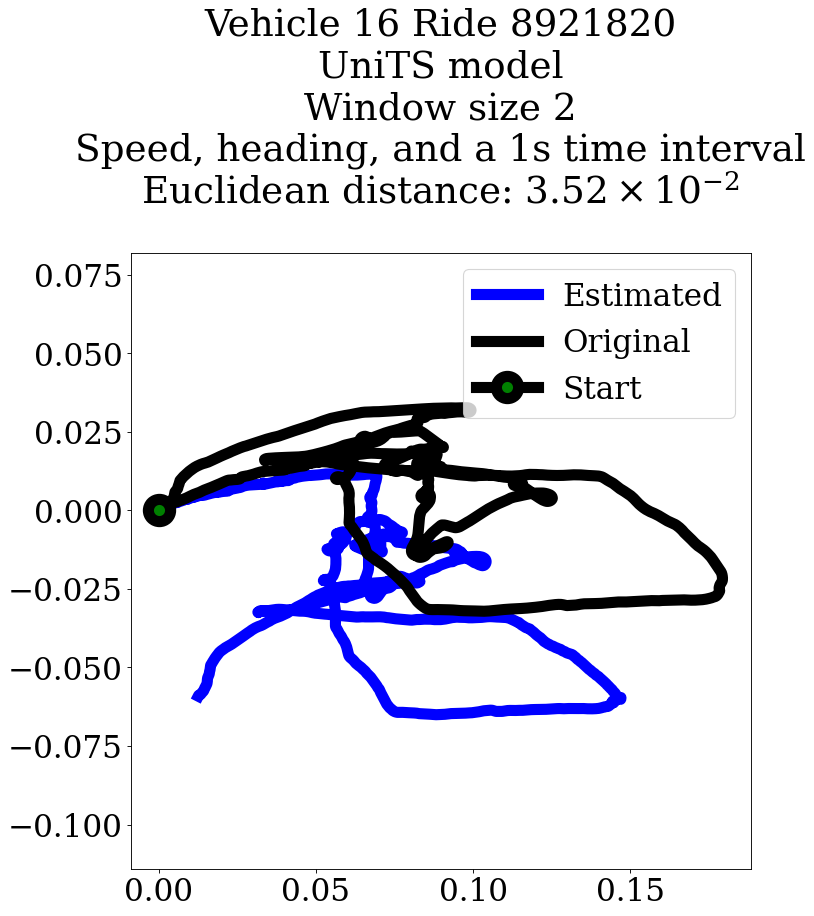 Vehicle 16 Ride 8921820
UniTS model
Window size 2
Speed, heading, and a 1s time interval
Euclidean distance: 3.52 × 10⁻²
Estimated
Original
Start
0.075
0.050
0.025
0.000
−0.025
−0.050
−0.075
−0.100
0.00 0.05 0.10 0.15